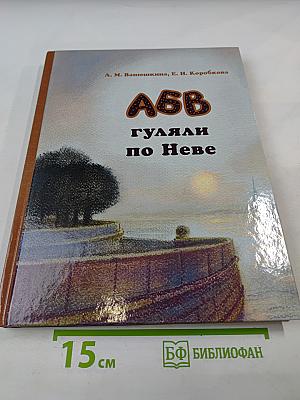 Л. М. Ванюшкина, Е. Н. Коробкова
АБВ
гуляли
по Неве
15 см
БФ БИБЛИОФАН